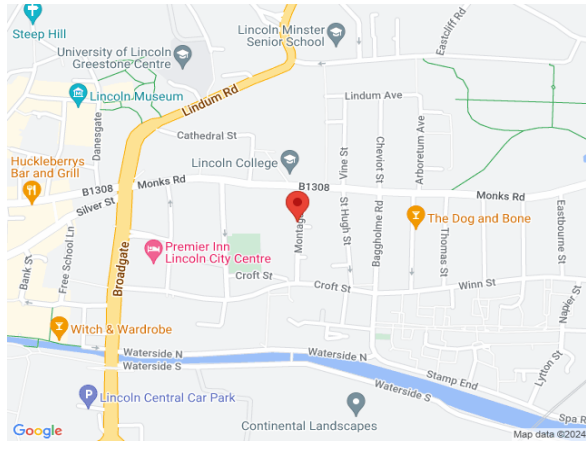 Steep Hill
University of Lincoln
Greestone Centre
Lincoln Minster
Senior School
Eastcliff Rd
Lincoln Museum
Lindum Rd
Lindum Ave
Danesgate
Cathedral St
Lincoln College
Vine St
Cheviot St
Arboretum Ave
Huckleberrys
Bar and Grill
B1308
Monks Rd
B1308
Monks Rd
Silver St
Free School Ln
Bank St
Broadgate
Premier Inn
Lincoln City Centre
Montag
St Hugh St
Baggholme Rd
The Dog and Bone
Thomas St
Eastbourne St
Croft St
Croft St
Winn St
Napier St
Witch & Wardrobe
Waterside N
Waterside S
Waterside N
Waterside S
Stamp End
Lytton St
Lincoln Central Car Park
Continental Landscapes
Spa R
Google
Map data ©2024